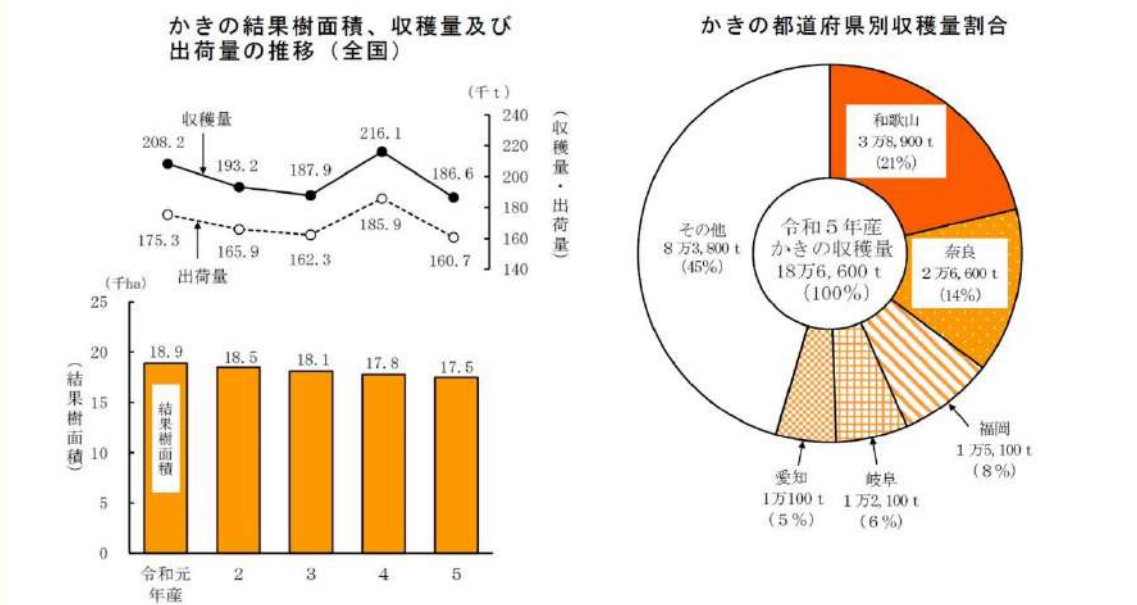 かきの結果樹面積、収穫量及び
出荷量の推移（全国）
（千ｔ）
収穫量
208.2
193.2
187.9
216.1
186.6
175.3
165.9
162.3
185.9
160.7
出荷量
240
220
200
180
160
140
（収穫量・出荷量）
（千ha）
25
20
15
10
5
0
（結果樹面積）
18.9
18.5
18.1
17.8
17.5
結果樹面積
令和元
年産
2
3
4
5
かきの都道府県別収穫量割合
和歌山
３万8,900ｔ
(21%)
奈良
２万6,600ｔ
(14%)
福岡
１万5,100ｔ
(８%)
岐阜
１万2,100ｔ
(６%)
愛知
1万100ｔ
(５%)
その他
８万3,800ｔ
(45%)
令和５年産
かきの収穫量
18万6,600ｔ
(100%)